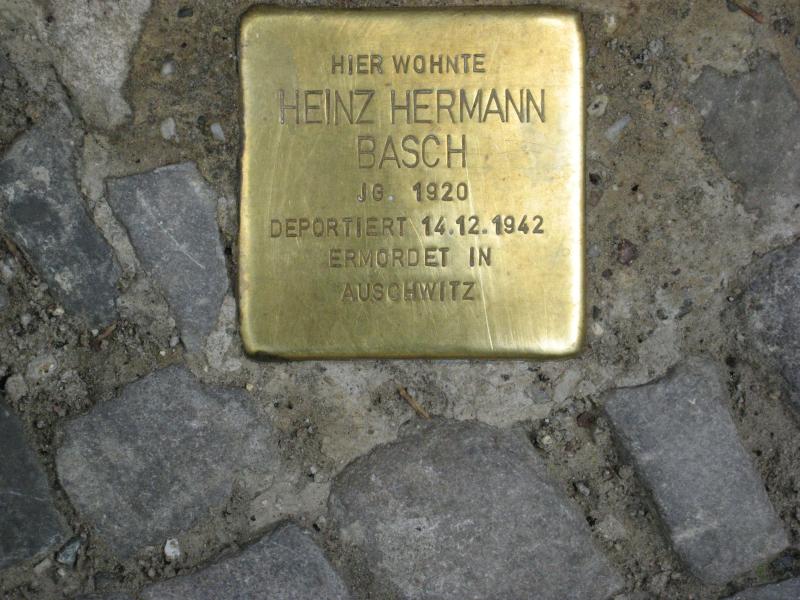 HIER WOHNTE
HEINZ HERMANN
BASCH
JG. 1920
DEPORTIERT 14.12.1942
ERMORDET IN
AUSCHWITZ